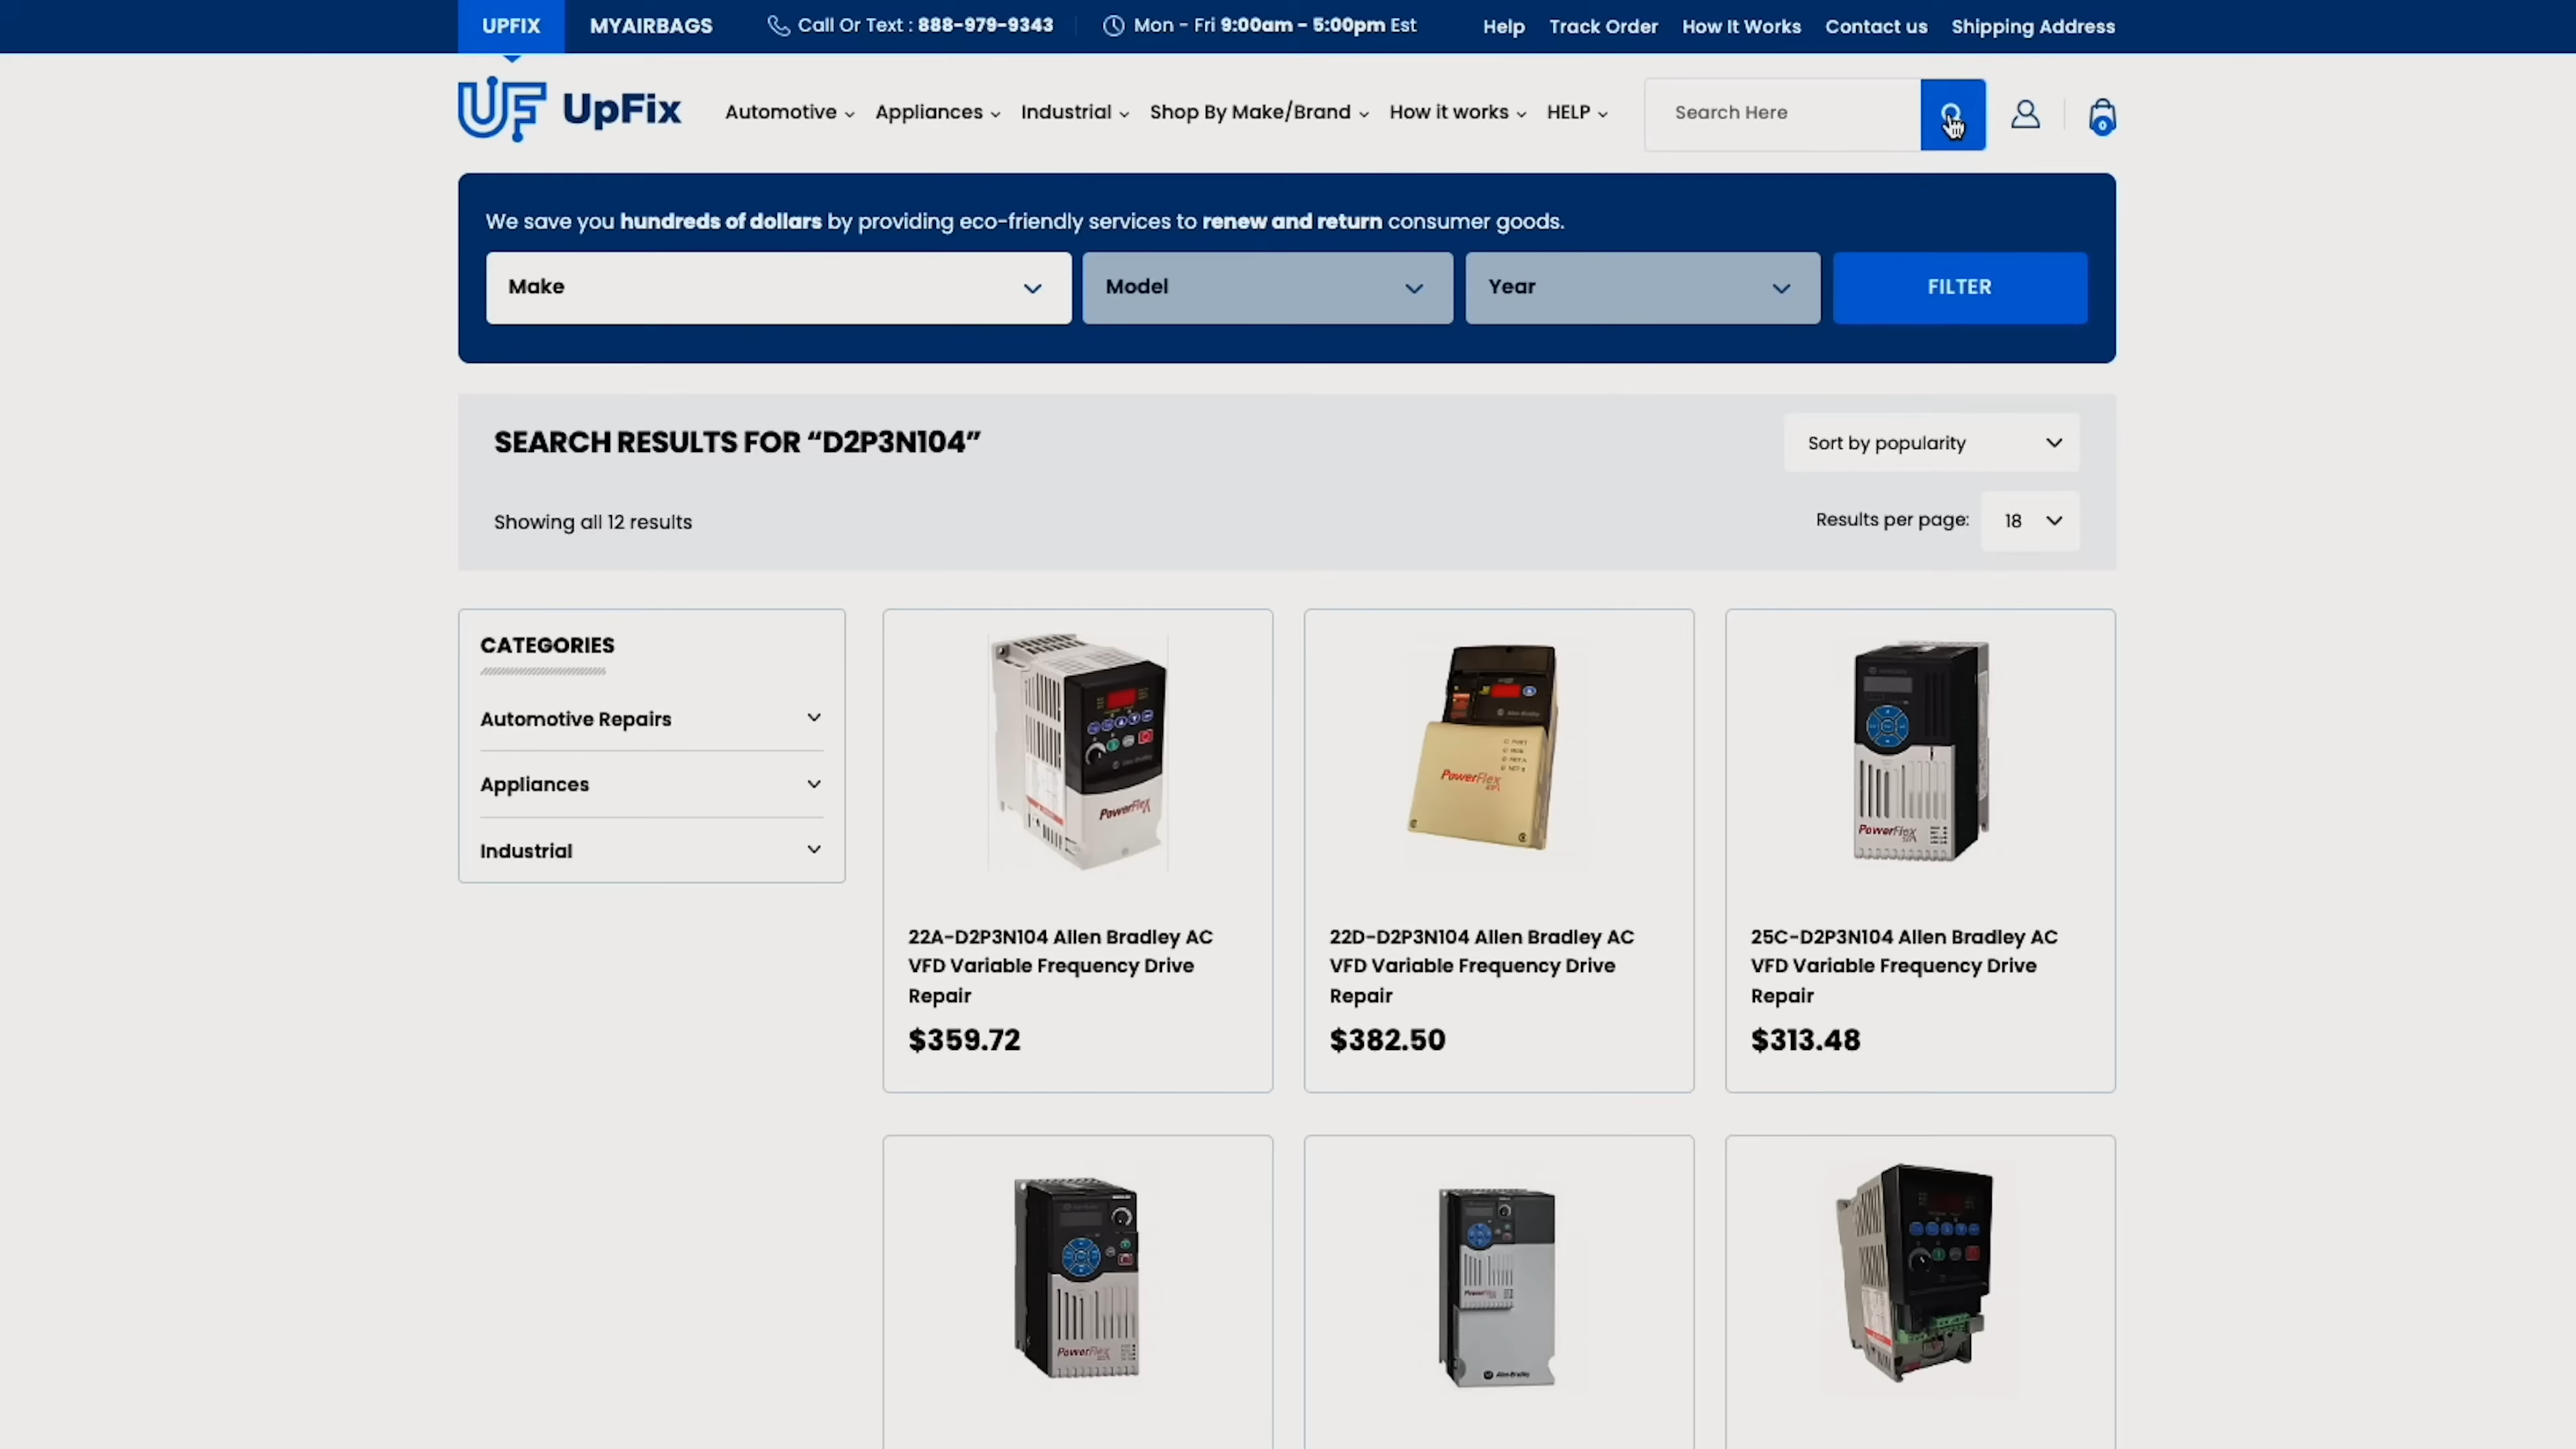 UPFIX
MYAIRBAGS
Call Or Text : 888-979-9343
Mon - Fri 9:00am - 5:00pm Est
Help
Track Order
How It Works
Contact us
Shipping Address
UF UpFix
Automotive
Appliances
Industrial
Shop By Make/Brand
How it works
HELP
Search Here
0
We save you hundreds of dollars by providing eco-friendly services to renew and return consumer goods.
Make
Model
Year
FILTER
SEARCH RESULTS FOR “D2P3N104”
Sort by popularity
Showing all 12 results
Results per page: 18
CATEGORIES
Automotive Repairs
Appliances
Industrial
PowerFlex
PowerFlex
PowerFlex
22A-D2P3N104 Allen Bradley AC
VFD Variable Frequency Drive
Repair
$359.72
22D-D2P3N104 Allen Bradley AC
VFD Variable Frequency Drive
Repair
$382.50
25C-D2P3N104 Allen Bradley AC
VFD Variable Frequency Drive
Repair
$313.48
PowerFlex
PowerFlex
Allen-Bradley